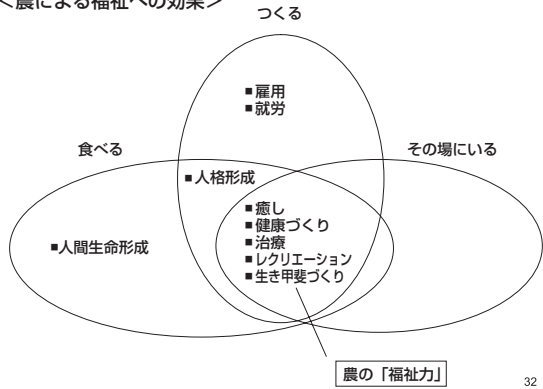 ＜農による福祉への効果＞
つくる
■雇用
■就労
食べる
その場にいる
■人格形成
■癒し
■健康づくり
■治療
■レクリエーション
■生き甲斐づくり
■人間生命形成
農の「福祉力」
32